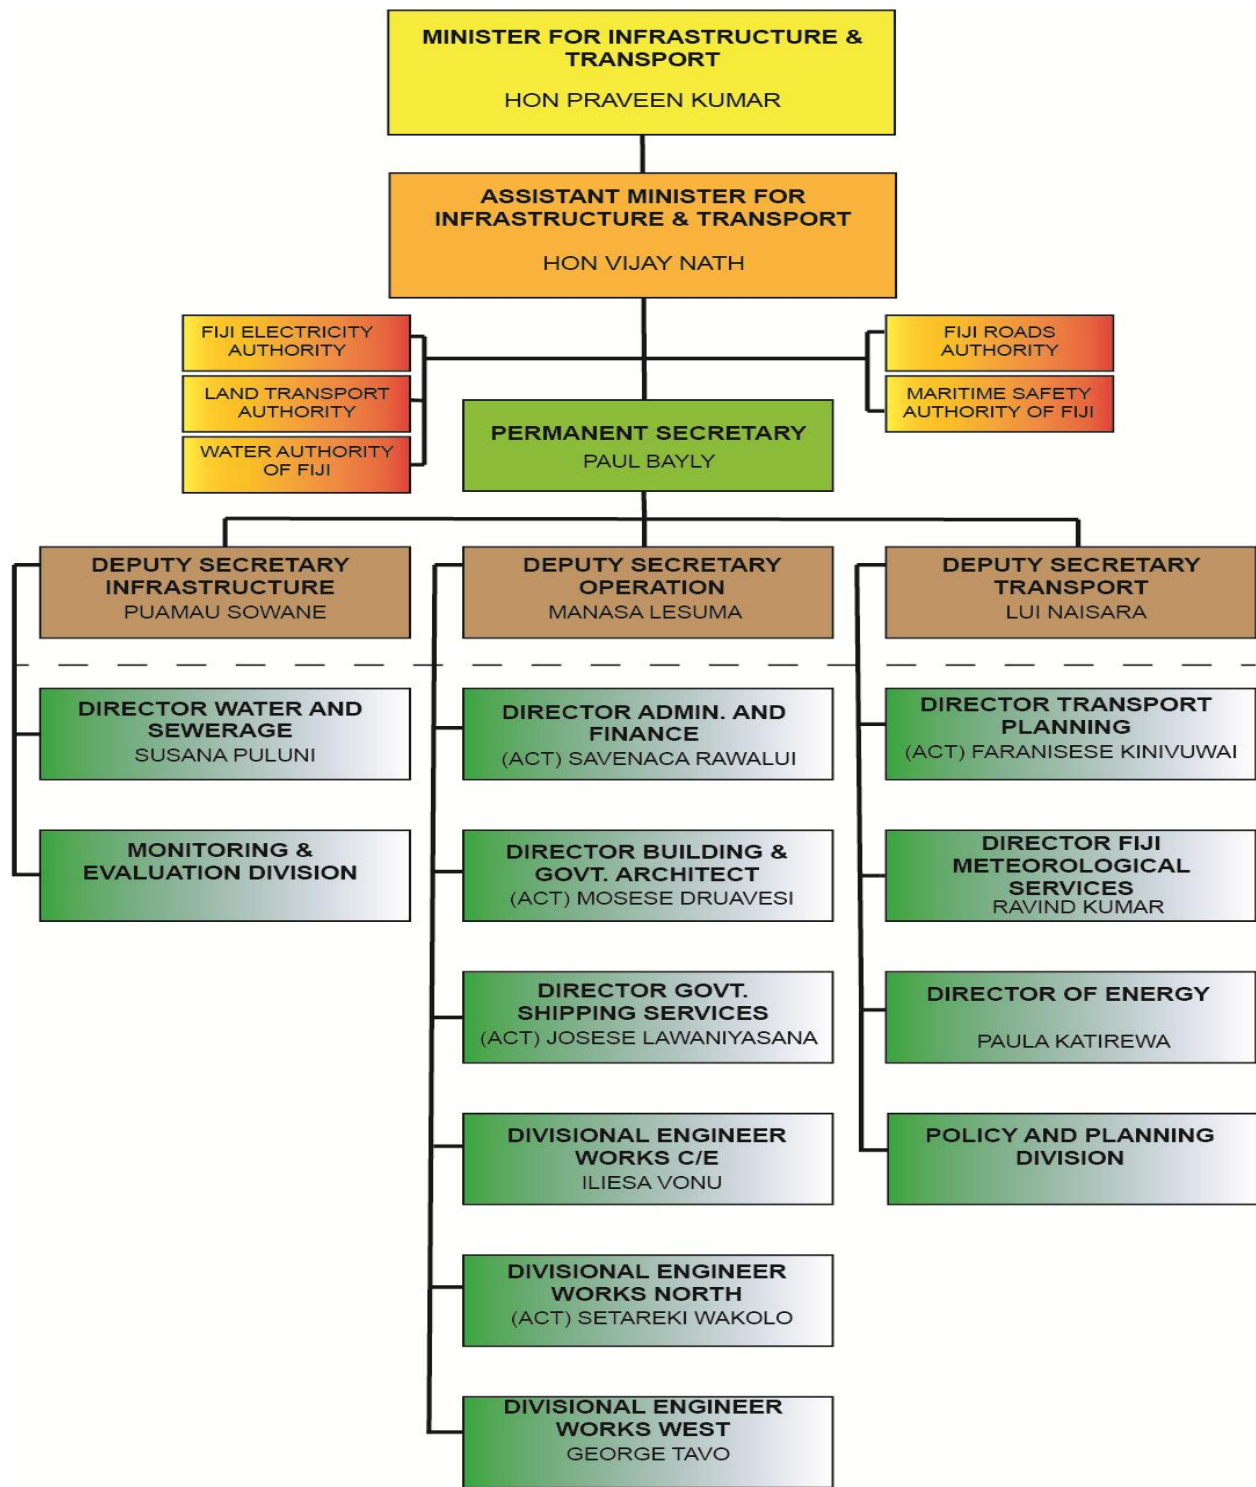 MINISTER FOR INFRASTRUCTURE &
TRANSPORT
HON PRAVEEN KUMAR
ASSISTANT MINISTER FOR
INFRASTRUCTURE & TRANSPORT
HON VIJAY NATH
FIJI ELECTRICITY
AUTHORITY
LAND TRANSPORT
AUTHORITY
WATER AUTHORITY
OF FIJI
FIJI ROADS
AUTHORITY
MARITIME SAFETY
AUTHORITY OF FIJI
PERMANENT SECRETARY
PAUL BAYLY
DEPUTY SECRETARY
INFRASTRUCTURE
PUAMAU SOWANE
DIRECTOR WATER AND
SEWERAGE
SUSANA PULUNI
MONITORING &
EVALUATION DIVISION
DEPUTY SECRETARY
OPERATION
MANASA LESUMA
DIRECTOR ADMIN. AND
FINANCE
(ACT) SAVENACA RAWALUI
DIRECTOR BUILDING &
GOVT. ARCHITECT
(ACT) MOSESE DRUAVESI
DIRECTOR GOVT.
SHIPPING SERVICES
(ACT) JOSESE LAWANIYASANA
DIVISIONAL ENGINEER
WORKS C/E
ILIESA VONU
DIVISIONAL ENGINEER
WORKS NORTH
(ACT) SETAREKI WAKOLO
DIVISIONAL ENGINEER
WORKS WEST
GEORGE TAVO
DEPUTY SECRETARY
TRANSPORT
LUI NAISARA
DIRECTOR TRANSPORT
PLANNING
(ACT) FARANISESE KINIVUWAI
DIRECTOR FIJI
METEOROLOGICAL
SERVICES
RAVIND KUMAR
DIRECTOR OF ENERGY
PAULA KATIREWA
POLICY AND PLANNING
DIVISION